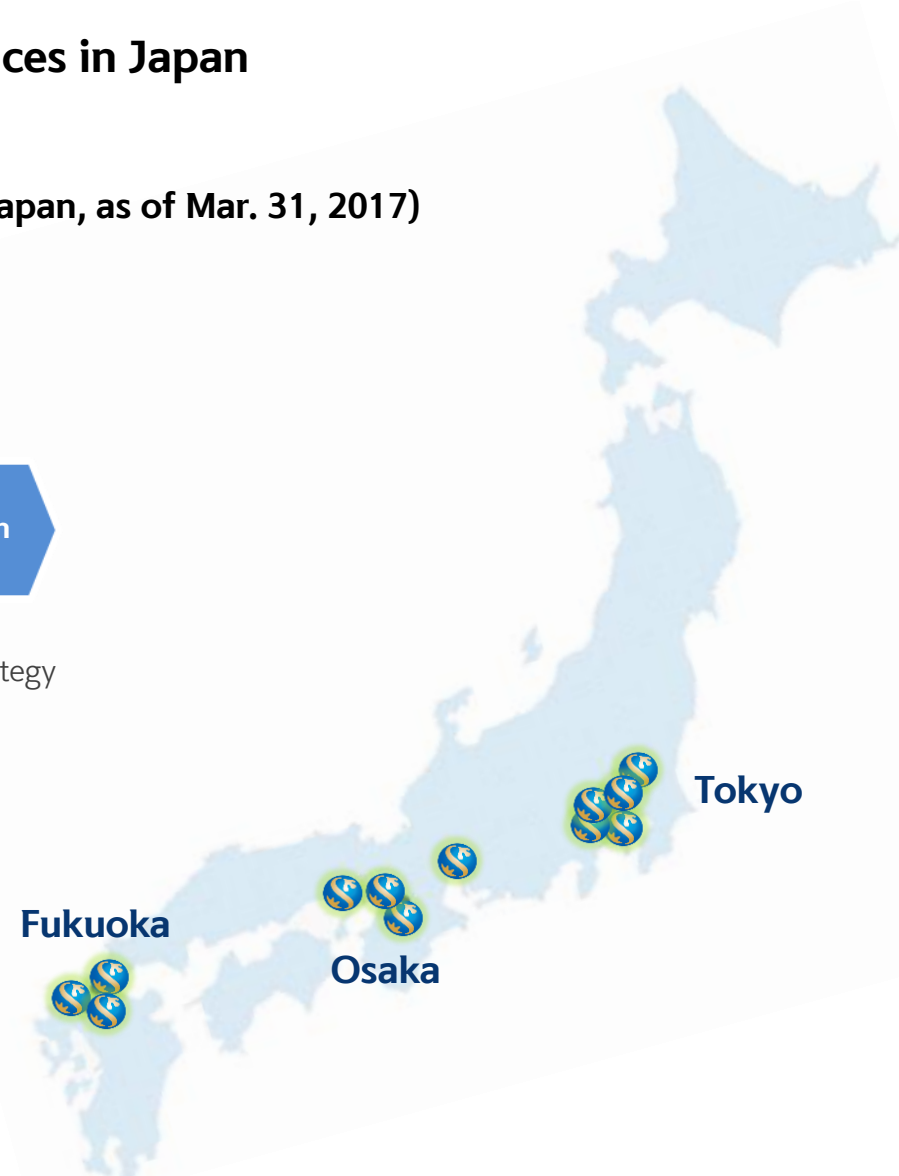 ces in Japan
apan, as of Mar. 31, 2017)
n
tegy
Tokyo
Fukuoka
Osaka